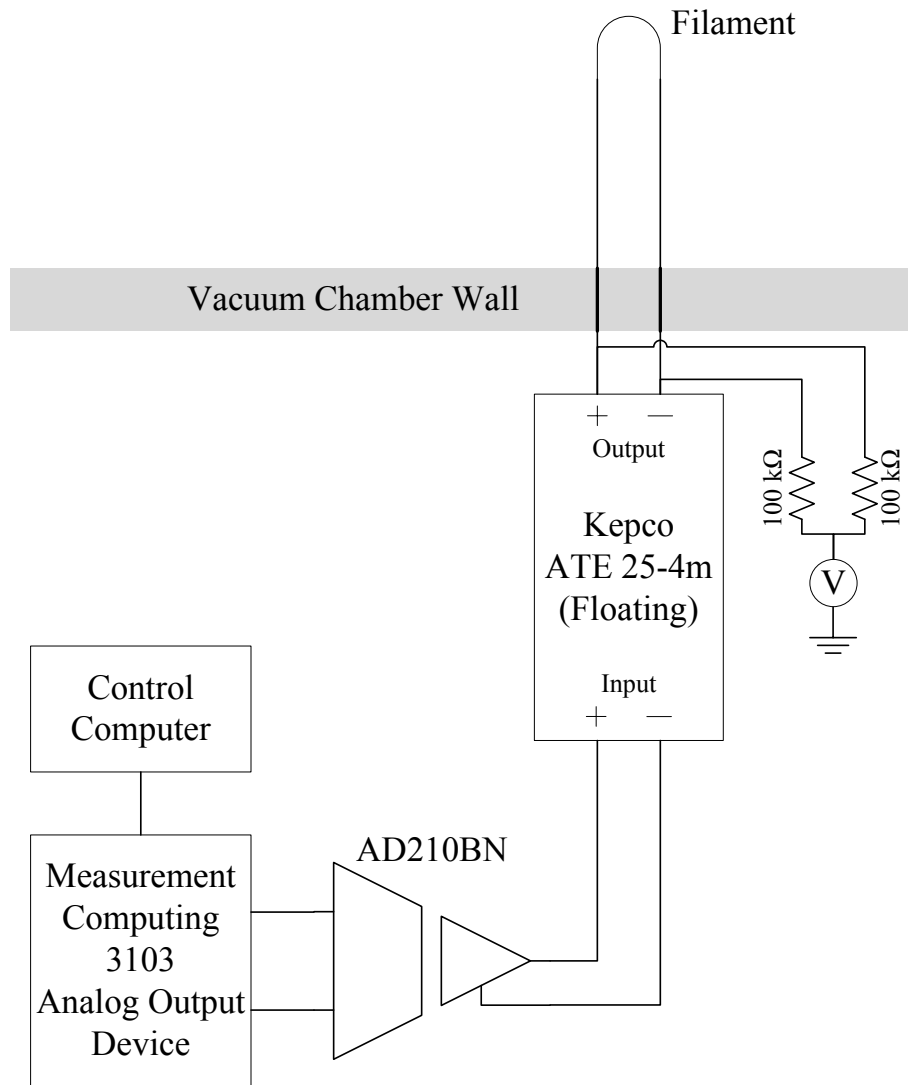 Filament
Vacuum Chamber Wall
+ −
Output
100 kΩ
100 kΩ
Kepco
ATE 25-4m
(Floating)
V
Input
+ −
Control
Computer
AD210BN
Measurement
Computing
3103
Analog Output
Device